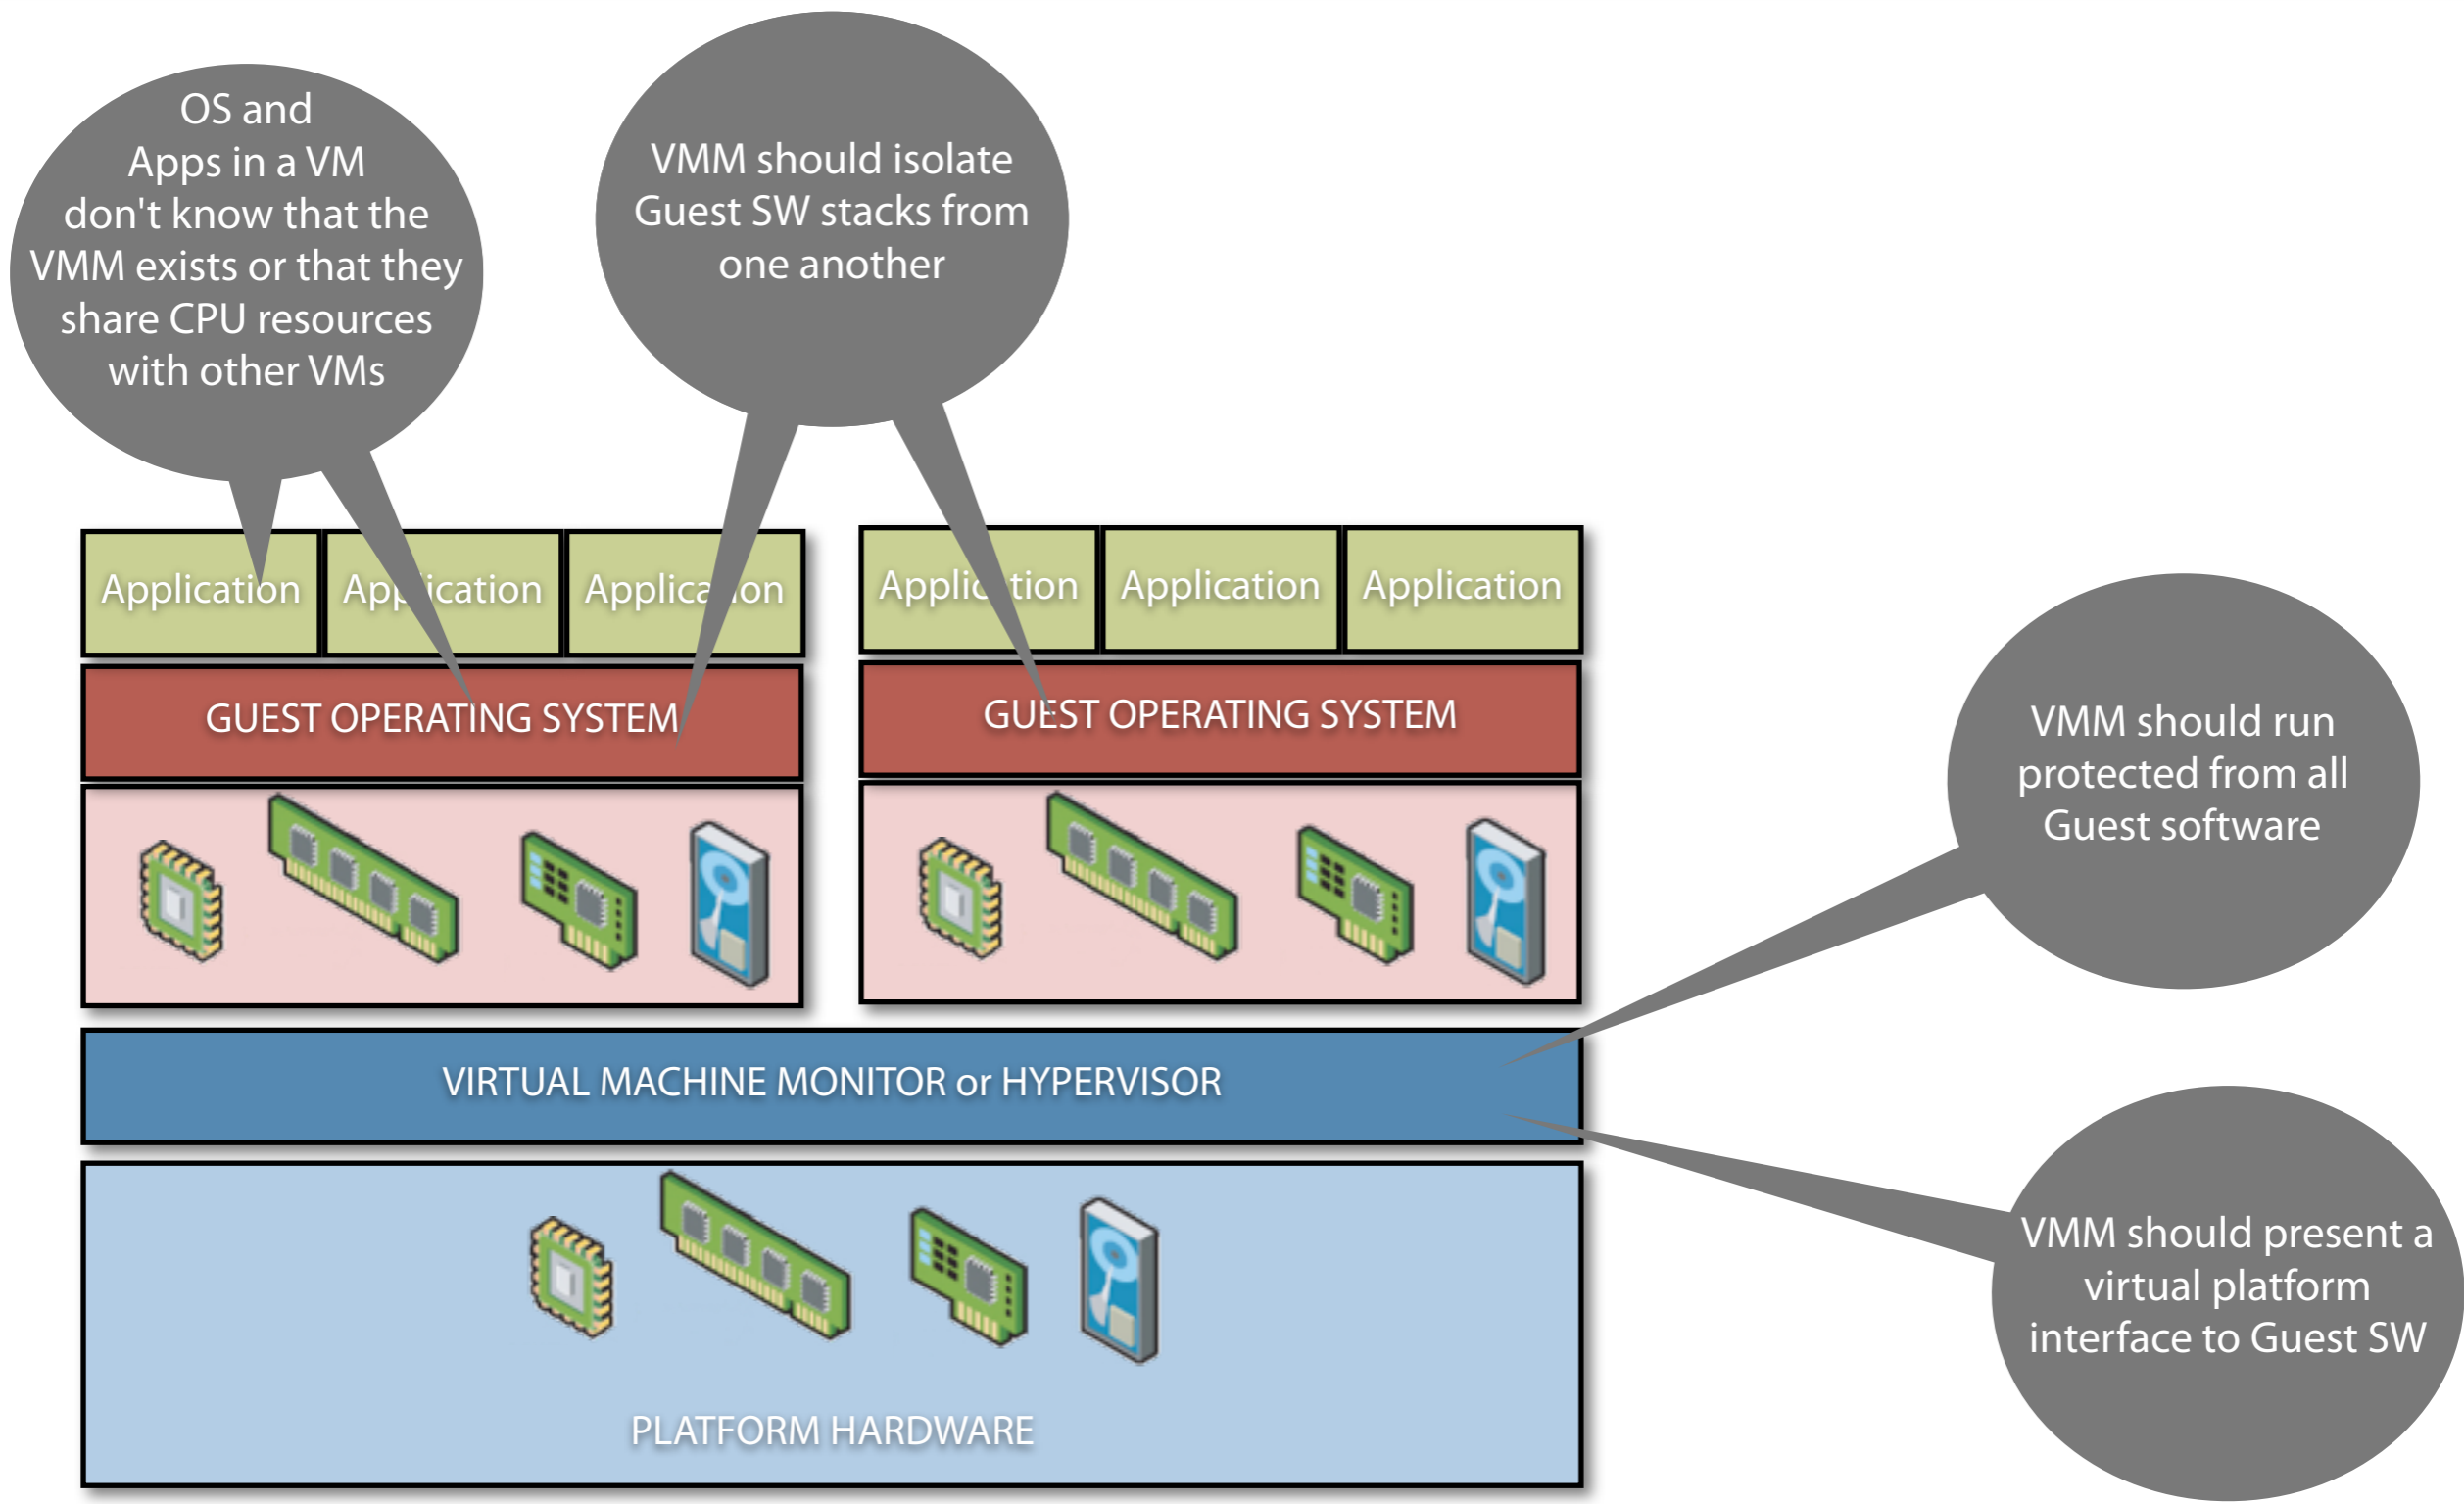 OS and
Apps in a VM
don't know that the
VMM exists or that they
share CPU resources
with other VMs
VMM should isolate
Guest SW stacks from
one another
Application
Application
Application
Application
Application
Application
GUEST OPERATING SYSTEM
GUEST OPERATING SYSTEM
VMM should run
protected from all
Guest software
VIRTUAL MACHINE MONITOR or HYPERVISOR
VMM should present a
virtual platform
interface to Guest SW
PLATFORM HARDWARE